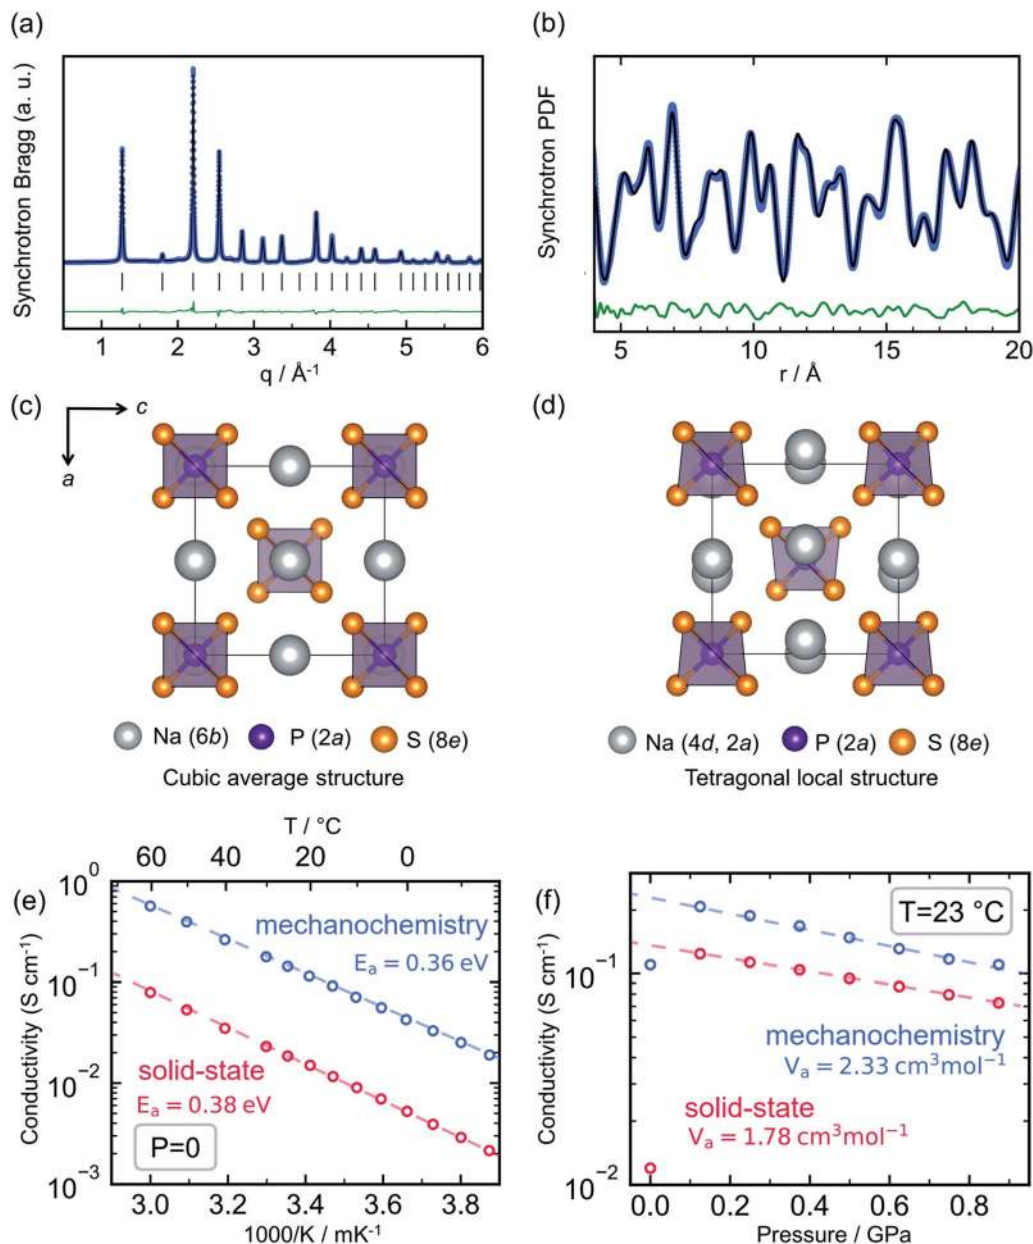 (a)
Synchrotron Bragg (a. u.)
1 2 3 4 5 6
q / Å⁻¹
(b)
Synchrotron PDF
5 10 15 20
r / Å
(c)
c
a
Na (6b) P (2a) S (8e)
Cubic average structure
(d)
Na (4d, 2a) P (2a) S (8e)
Tetragonal local structure
(e)
T / °C
60 40 20 0
10⁰
10⁻¹
10⁻²
10⁻³
Conductivity (S cm⁻¹)
mechanochemistry
Eₐ = 0.36 eV
solid-state
Eₐ = 0.38 eV
P=0
3.0 3.2 3.4 3.6 3.8
1000/K / mK⁻¹
(f)
T=23 °C
10⁻¹
10⁻²
Conductivity (S cm⁻¹)
mechanochemistry
Vₐ = 2.33 cm³mol⁻¹
solid-state
Vₐ = 1.78 cm³mol⁻¹
0.0 0.2 0.4 0.6 0.8
Pressure / GPa